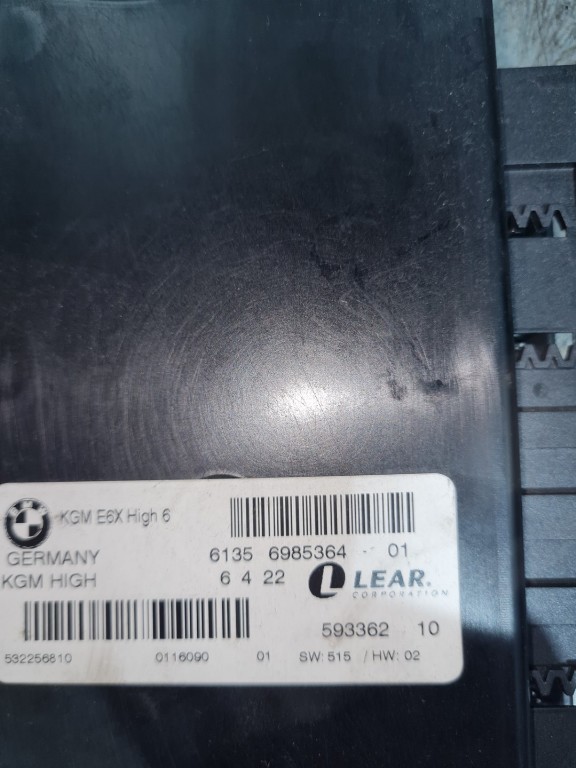 BMW
KGM E6X High 6
GERMANY 6135 6985364 - 01
KGM HIGH 6 4 22 LEAR.
CORPORATION
593362 10
532256810 0116090 01 SW: 515 / HW: 02